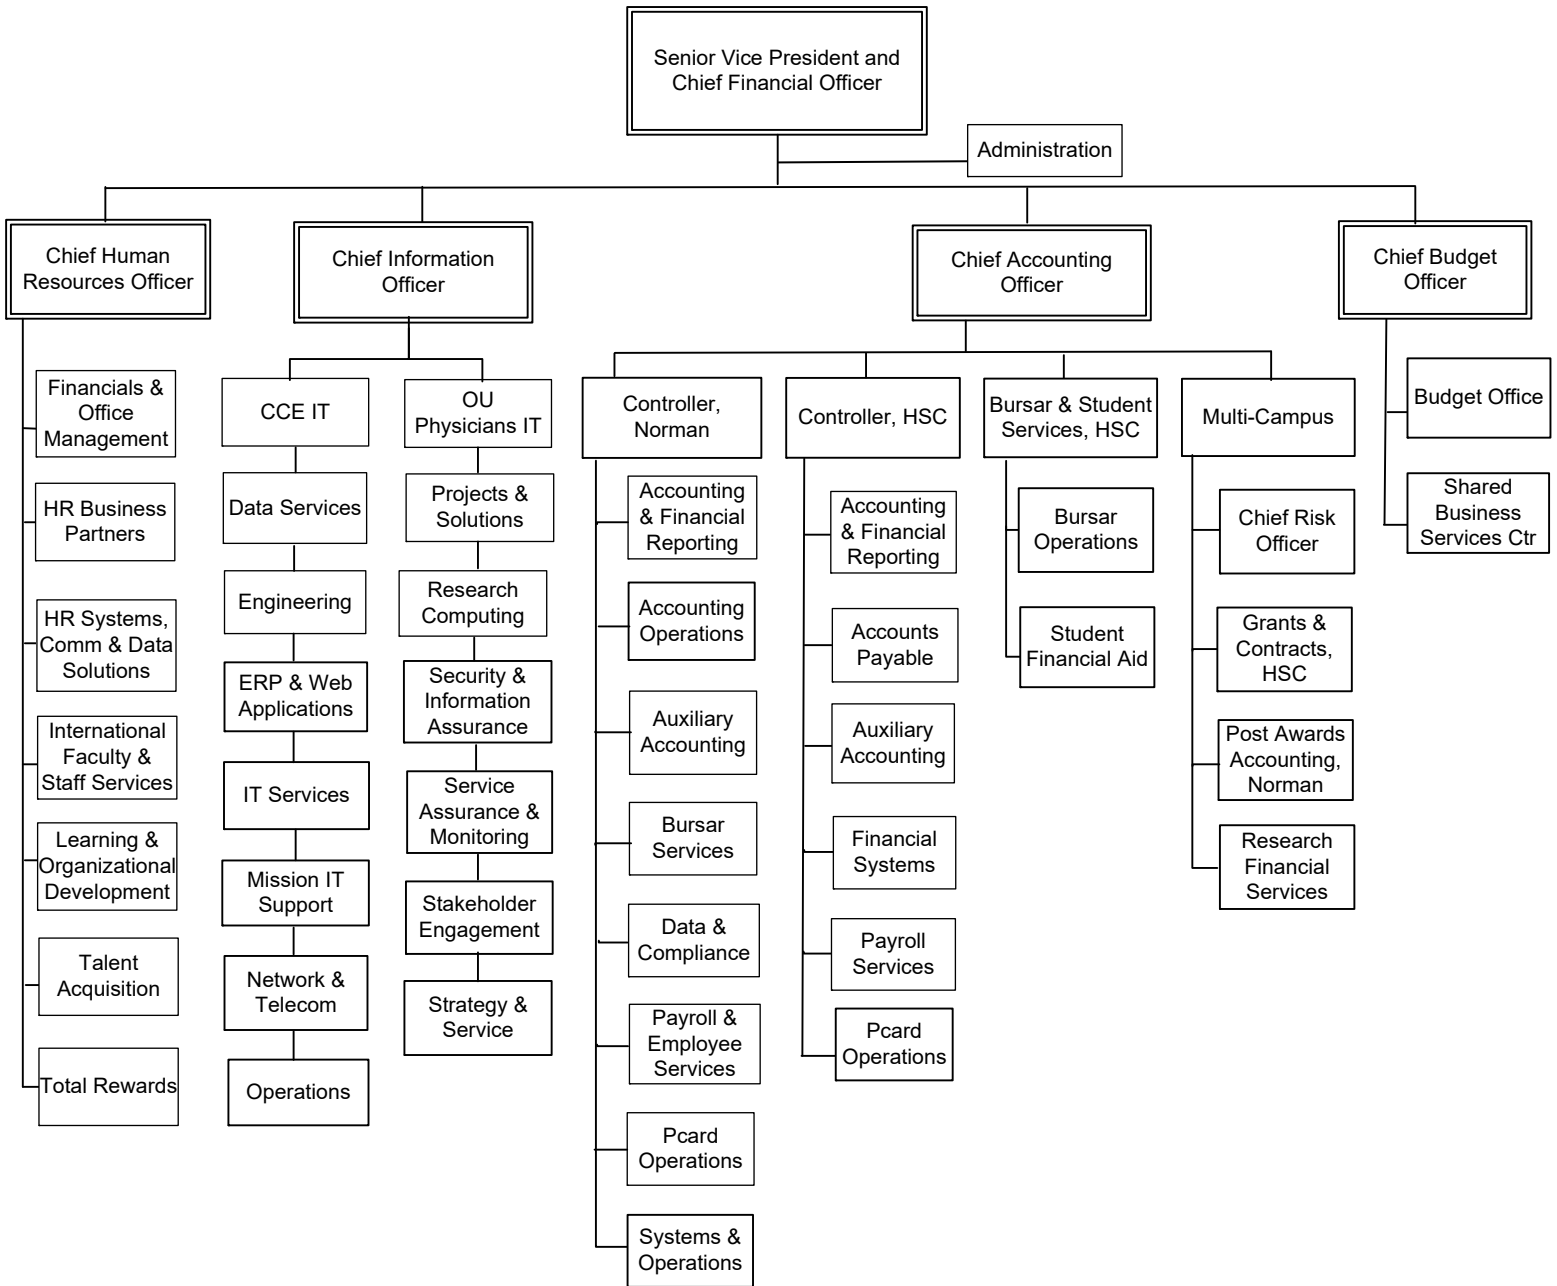 Senior Vice President and
Chief Financial Officer
Administration
Chief Human
Resources Officer
Chief Information
Officer
Chief Accounting
Officer
Chief Budget
Officer
Financials &
Office
Management
HR Business
Partners
HR Systems,
Comm & Data
Solutions
International
Faculty &
Staff Services
Learning &
Organizational
Development
Talent
Acquisition
Total Rewards
CCE IT
Data Services
Engineering
ERP & Web
Applications
IT Services
Mission IT
Support
Network &
Telecom
Operations
OU
Physicians IT
Projects &
Solutions
Research
Computing
Security &
Information
Assurance
Service
Assurance &
Monitoring
Stakeholder
Engagement
Strategy &
Service
Controller,
Norman
Accounting
& Financial
Reporting
Accounting
Operations
Auxiliary
Accounting
Bursar
Services
Data &
Compliance
Payroll &
Employee
Services
Pcard
Operations
Systems &
Operations
Controller, HSC
Accounting
& Financial
Reporting
Accounts
Payable
Auxiliary
Accounting
Financial
Systems
Payroll
Services
Pcard
Operations
Bursar & Student
Services, HSC
Bursar
Operations
Student
Financial Aid
Multi-Campus
Chief Risk
Officer
Grants &
Contracts,
HSC
Post Awards
Accounting,
Norman
Research
Financial
Services
Budget Office
Shared
Business
Services Ctr